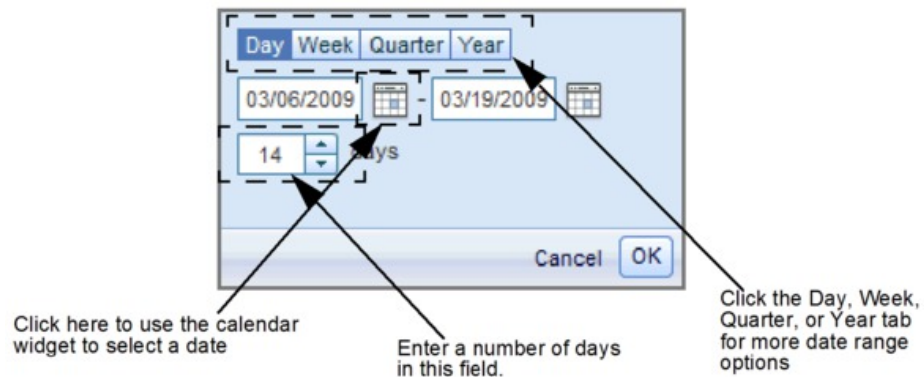 Day Week Quarter Year
03/06/2009 - 03/19/2009
14 days
Cancel OK
Click here to use the calendar
widget to select a date
Enter a number of days
in this field.
Click the Day, Week,
Quarter, or Year tab
for more date range
options